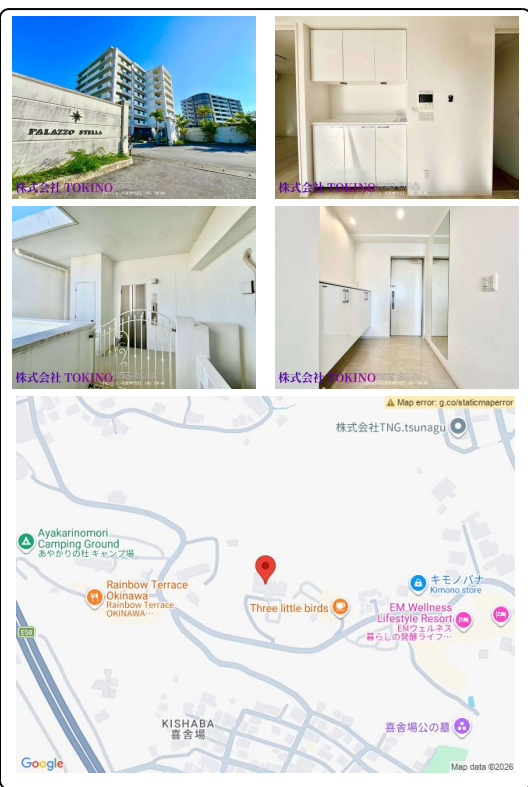 PALAZZO STELLA
株式会社 TOKINO
株式会社 TOKINO
株式会社 TOKINO
株式会社 TOKINO
Map error: g.co/staticmaperror
株式会社TNG.tsunagu
Ayakarinomori
Camping Ground
あやかりの杜 キャンプ場
Rainbow Terrace
Okinawa
Rainbow Terrace
OKINAWA…
Three little birds
キモノバナ
Kimono store
EM Wellness
Lifestyle Resort
EMウェルネス
暮らしの発酵ライフ…
E58
KISHABA
喜舎場
喜舎場公の墓
Google
Map data ©2026